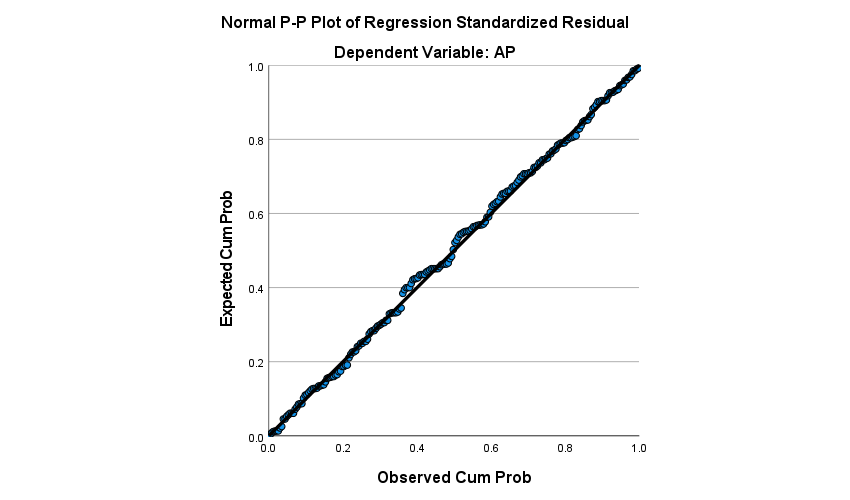 Normal P-P Plot of Regression Standardized Residual
Dependent Variable: AP
1.0
0.8
0.6
0.4
0.2
0.0
Expected Cum Prob
0.0 0.2 0.4 0.6 0.8 1.0
Observed Cum Prob